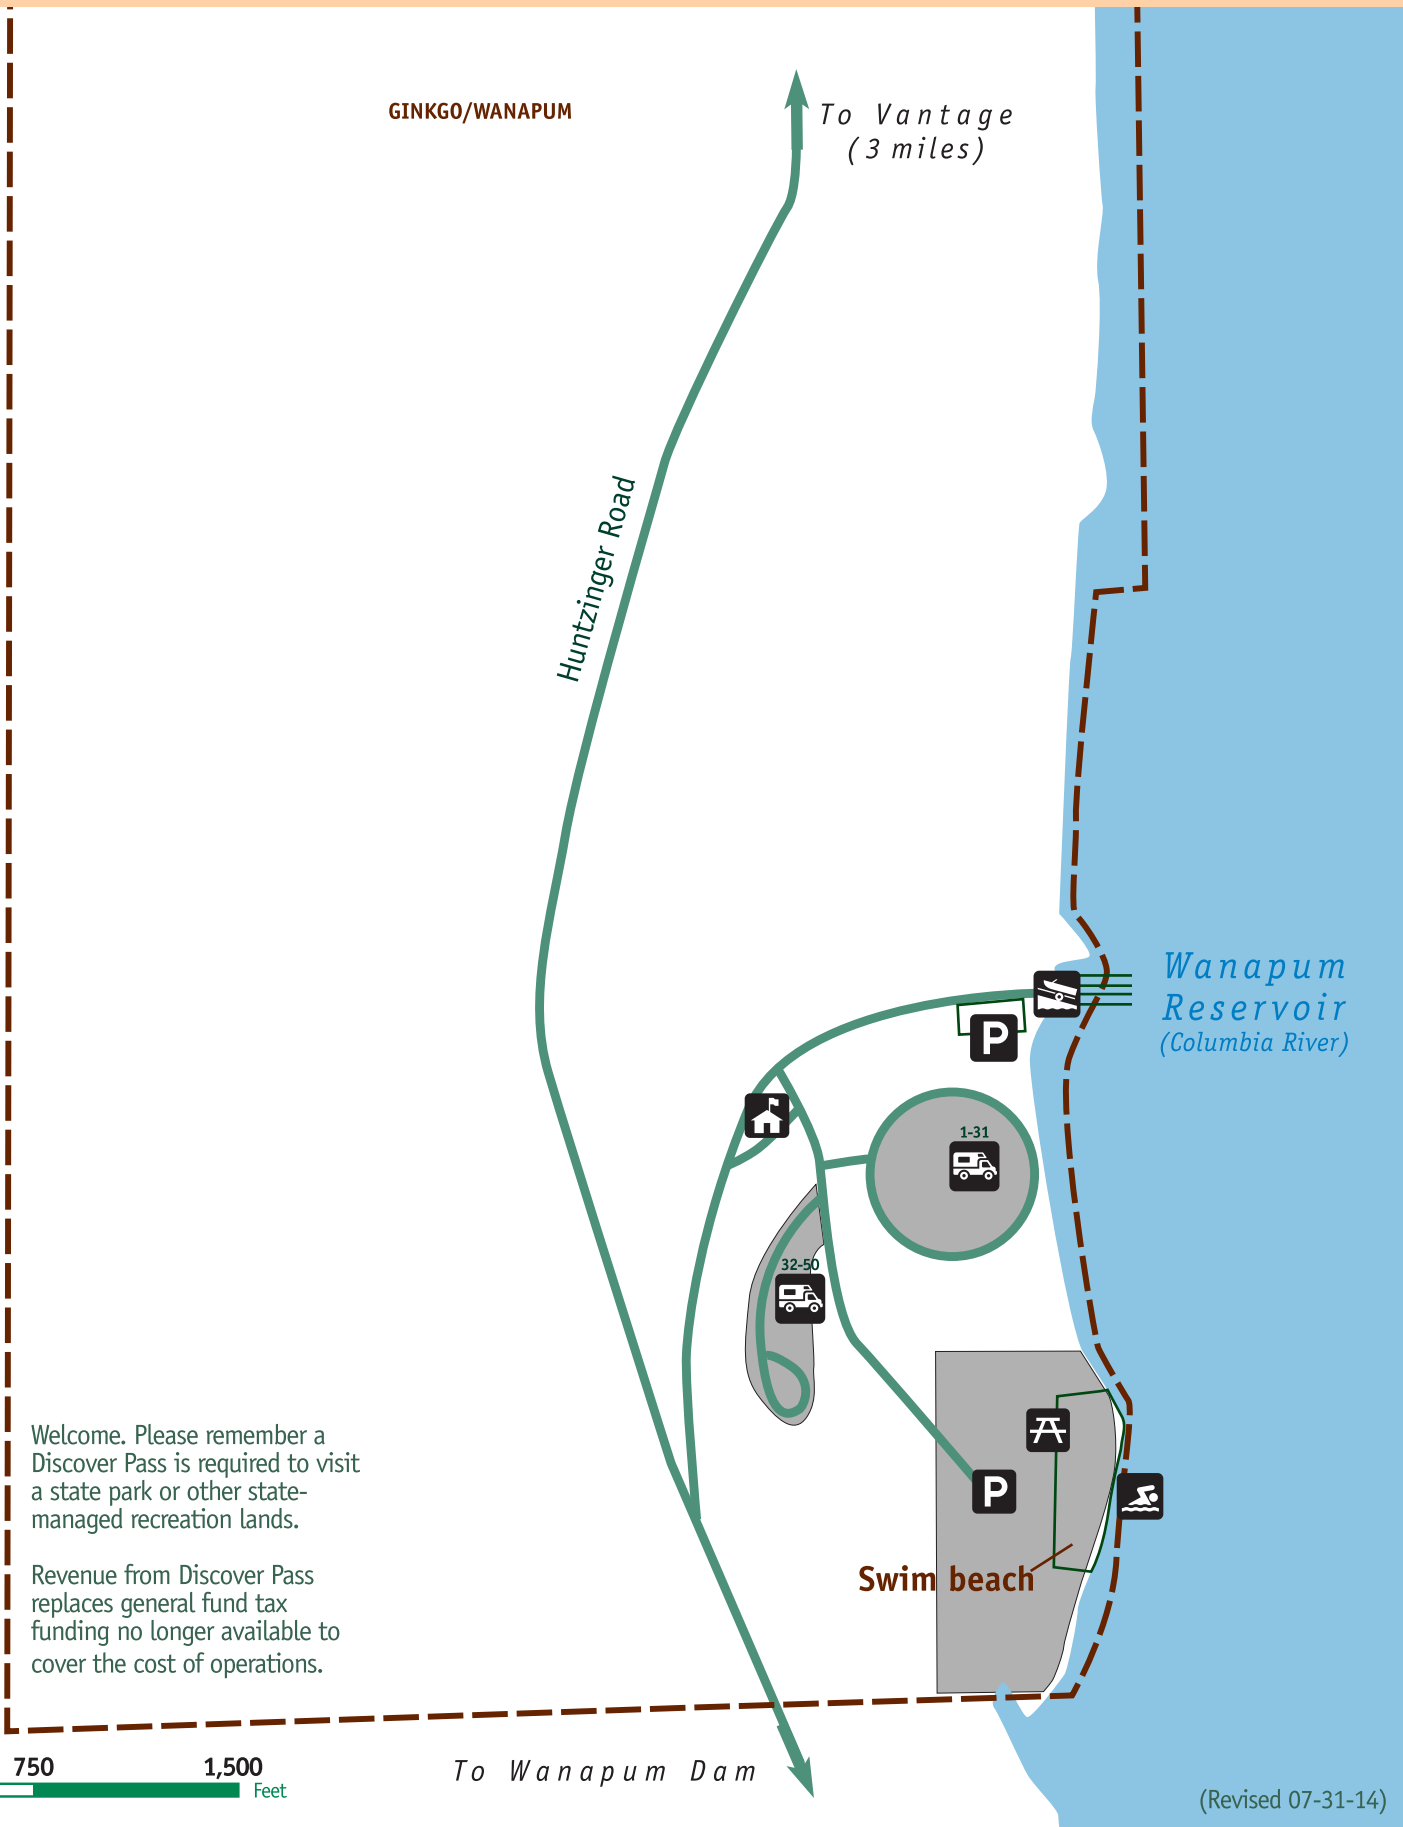 GINKGO/WANAPUM
To Vantage
(3 miles)
Huntzinger Road
Wanapum
Reservoir
(Columbia River)
P
1-31
32-50
P
Swim beach
Welcome. Please remember a
Discover Pass is required to visit
a state park or other state-
managed recreation lands.
Revenue from Discover Pass
replaces general fund tax
funding no longer available to
cover the cost of operations.
750
1,500
Feet
To Wanapum Dam
(Revised 07-31-14)